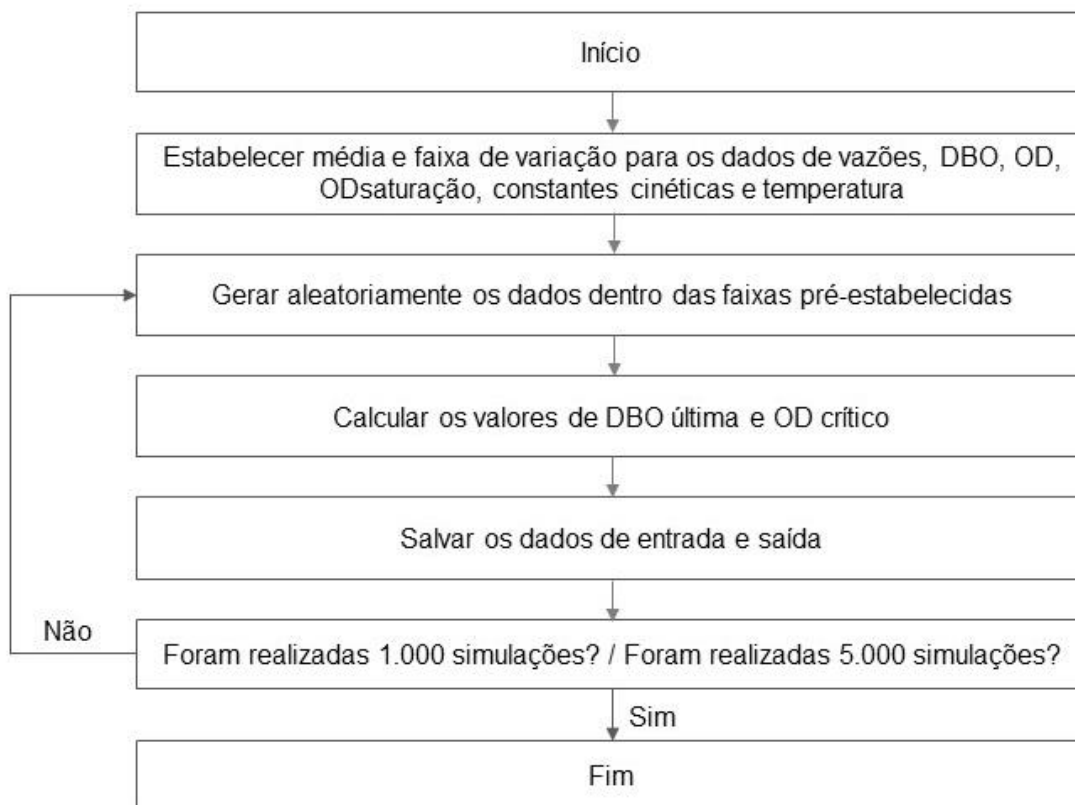 Início
Estabelecer média e faixa de variação para os dados de vazões, DBO, OD,
ODsaturação, constantes cinéticas e temperatura
Gerar aleatoriamente os dados dentro das faixas pré-estabelecidas
Calcular os valores de DBO última e OD crítico
Salvar os dados de entrada e saída
Não
Foram realizadas 1.000 simulações? / Foram realizadas 5.000 simulações?
Sim
Fim